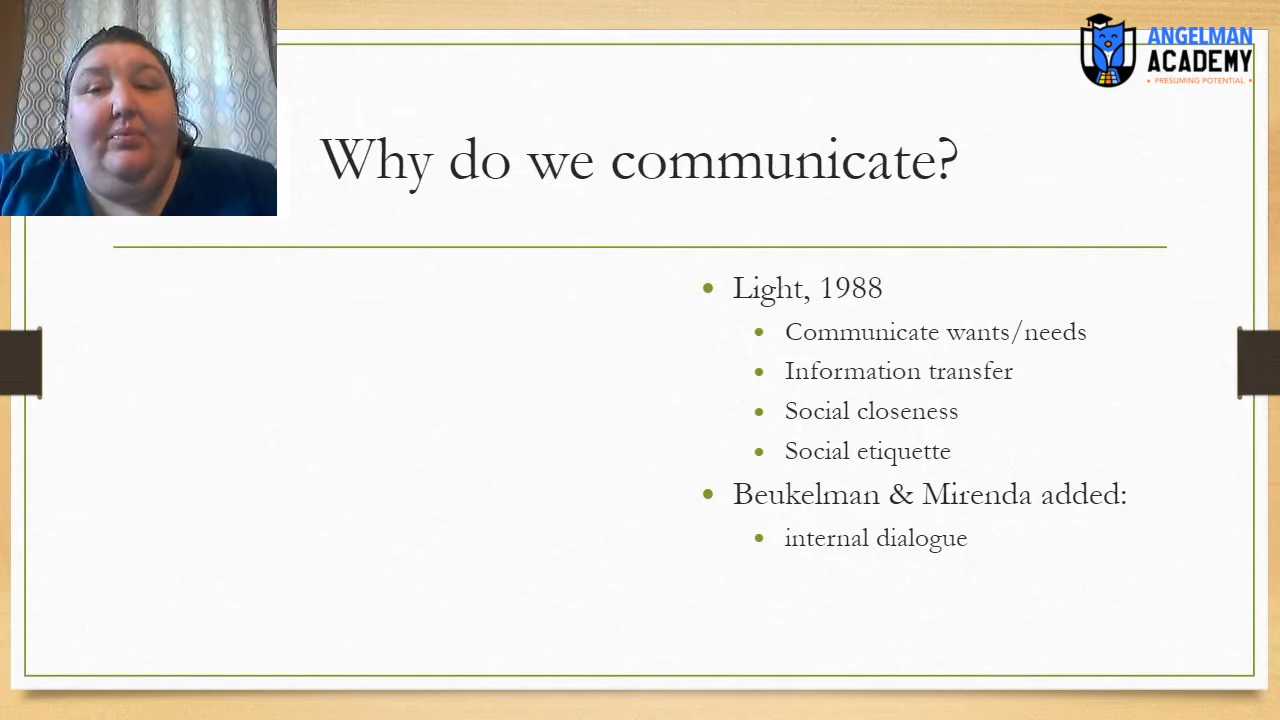 ANGELMAN
ACADEMY
• PRESUMING POTENTIAL •
Why do we communicate?
• Light, 1988
• Communicate wants/needs
• Information transfer
• Social closeness
• Social etiquette
• Beukelman & Mirenda added:
• internal dialogue